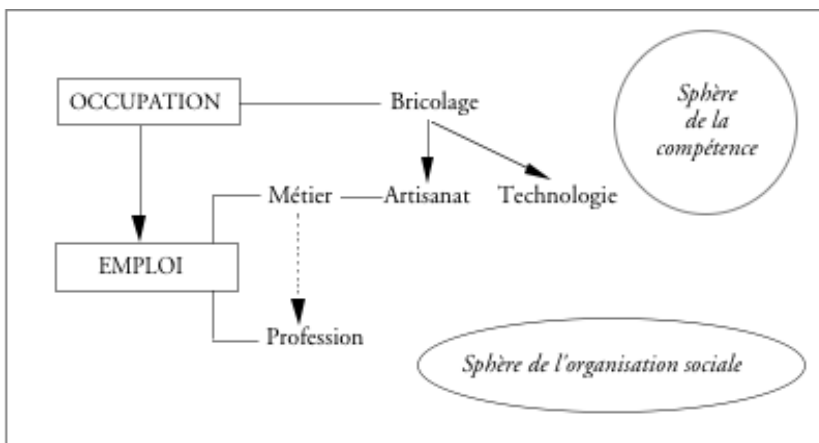 OCCUPATION
Bricolage
Sphère
de la
compétence
Métier
Artisanat
Technologie
EMPLOI
Profession
Sphère de l'organisation sociale